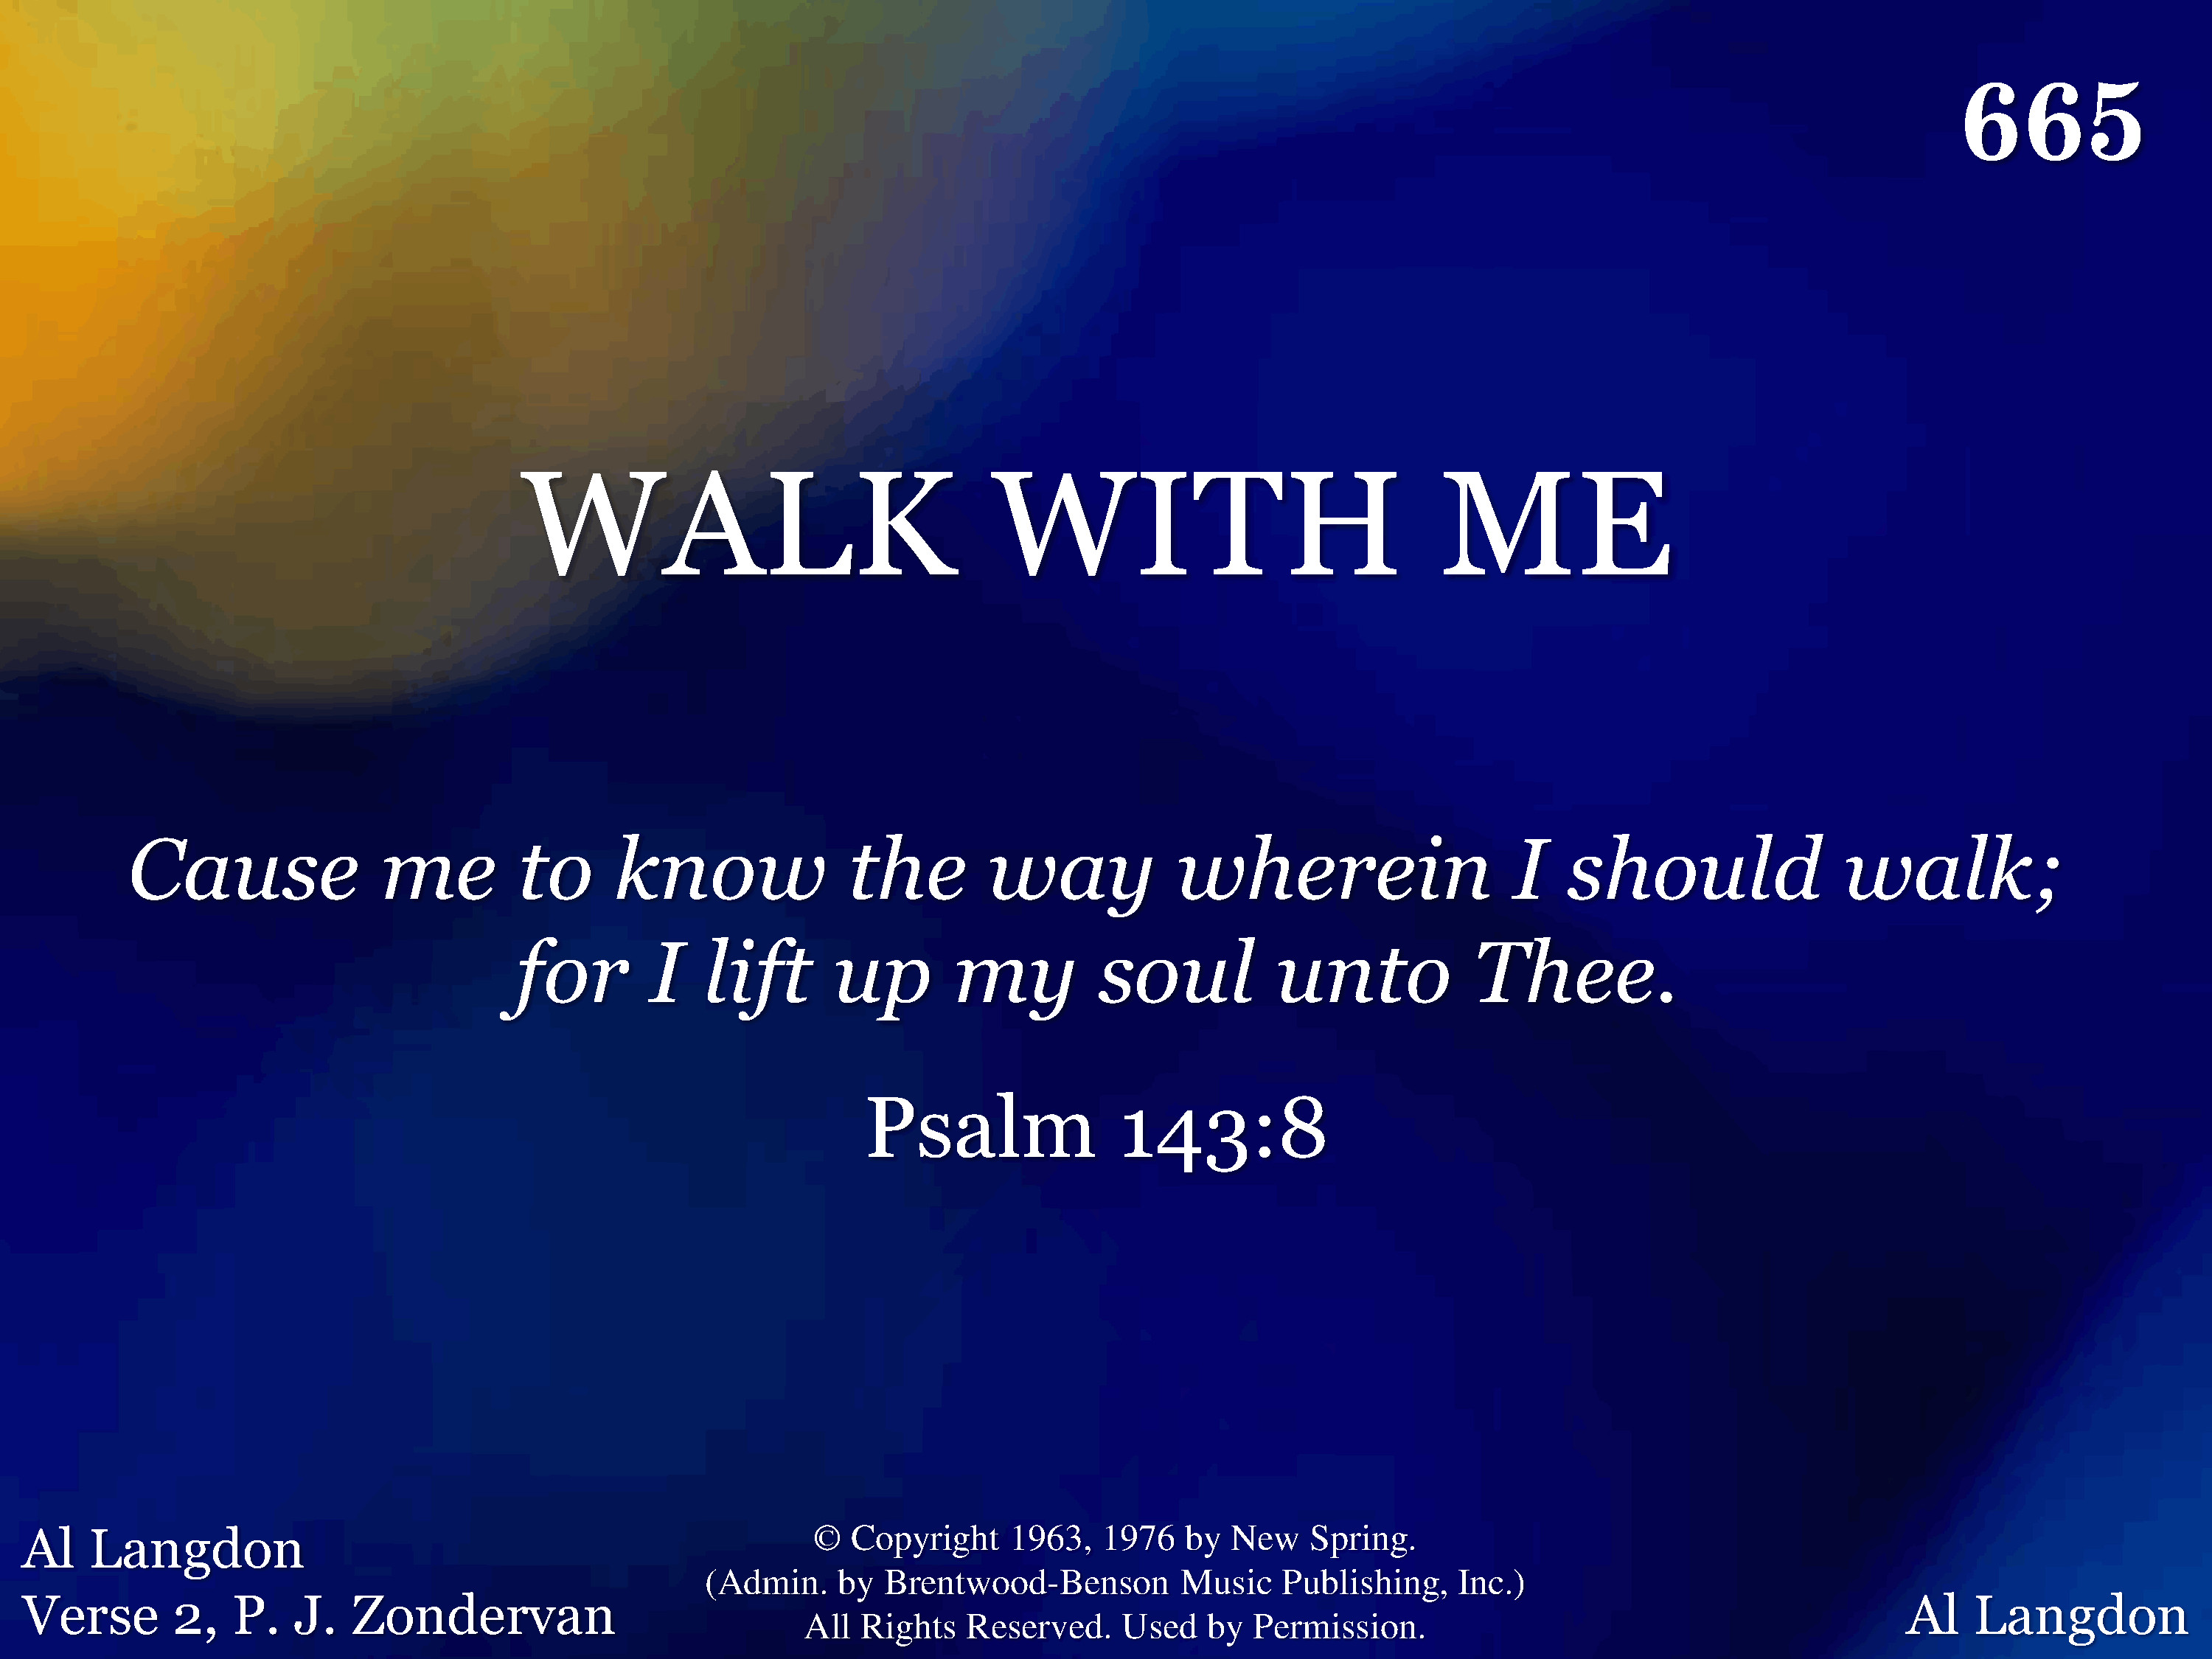 665
WALK WITH ME
Cause me to know the way wherein I should walk;
for I lift up my soul unto Thee.
Psalm 143:8
Al Langdon
Verse 2, P. J. Zondervan
© Copyright 1963, 1976 by New Spring.
(Admin. by Brentwood-Benson Music Publishing, Inc.)
All Rights Reserved. Used by Permission.
Al Langdon